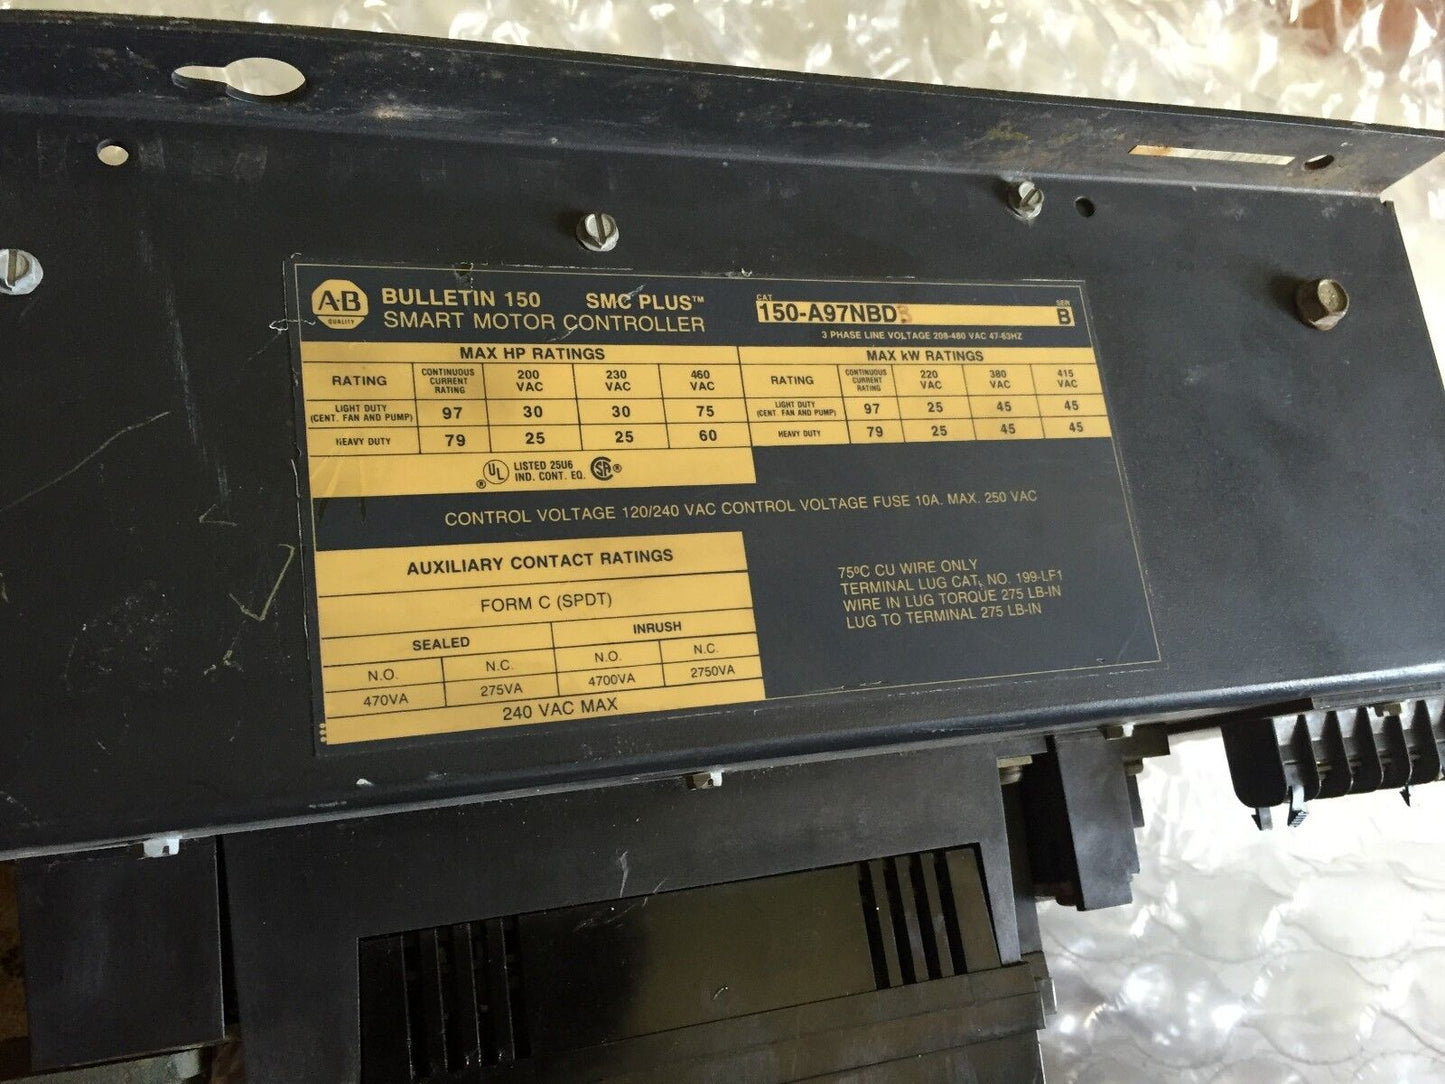 A-B
QUALITY
BULLETIN 150 SMC PLUS™
SMART MOTOR CONTROLLER
CAT
150-A97NBDB
SER
B
3 PHASE LINE VOLTAGE 208-480 VAC 47-63HZ
MAX HP RATINGS
RATING CONTINUOUS CURRENT RATING 200 VAC 230 VAC 460 VAC
LIGHT DUTY (CENT. FAN AND PUMP) 97 30 30 75
HEAVY DUTY 79 25 25 60
MAX kW RATINGS
RATING CONTINUOUS CURRENT RATING 220 VAC 380 VAC 415 VAC
LIGHT DUTY (CENT. FAN AND PUMP) 97 25 45 45
HEAVY DUTY 79 25 45 45
UL ® LISTED 25U6
IND. CONT. EQ. SA ®
CONTROL VOLTAGE 120/240 VAC CONTROL VOLTAGE FUSE 10A. MAX. 250 VAC
AUXILIARY CONTACT RATINGS
FORM C (SPDT)
SEALED INRUSH
N.O. N.C. N.O. N.C.
470VA 275VA 4700VA 2750VA
240 VAC MAX
75ºC CU WIRE ONLY
TERMINAL LUG CAT. NO. 199-LF1
WIRE IN LUG TORQUE 275 LB-IN
LUG TO TERMINAL 275 LB-IN